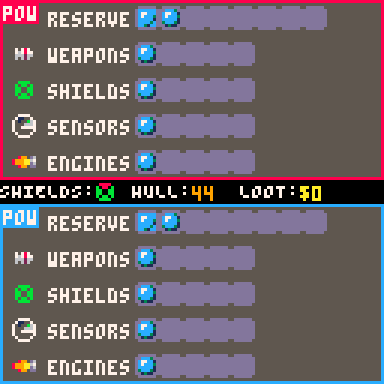 POW RESERVE
WEAPONS
SHIELDS
SENSORS
ENGINES
SHIELDS: HULL:44 LOOT:$0
POW RESERVE
WEAPONS
SHIELDS
SENSORS
ENGINES